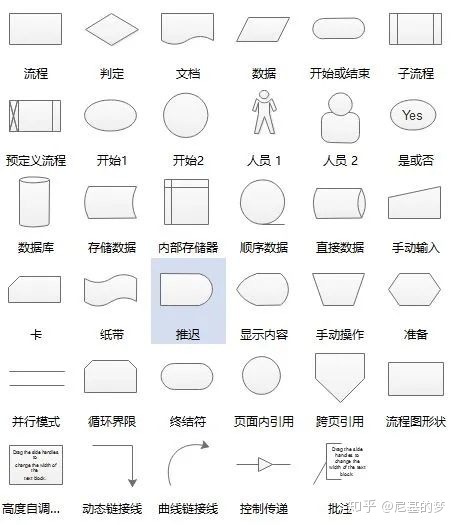 流程 判定 文档 数据 开始或结束 子流程
Yes
预定义流程 开始1 开始2 人员 1 人员 2 是或否
数据库 存储数据 内部存储器 顺序数据 直接数据 手动输入
卡 纸带 推迟 显示内容 手动操作 准备
并行模式 循环界限 终结符 页面内引用 跨页引用 流程图形状
Drag the side handles
to
change the width of
the
text block.
Drag the side
handles to
change the
width of the text
block.
高度自调... 动态链接线 曲线链接线 控制传递 批注
知乎 @尼基的梦